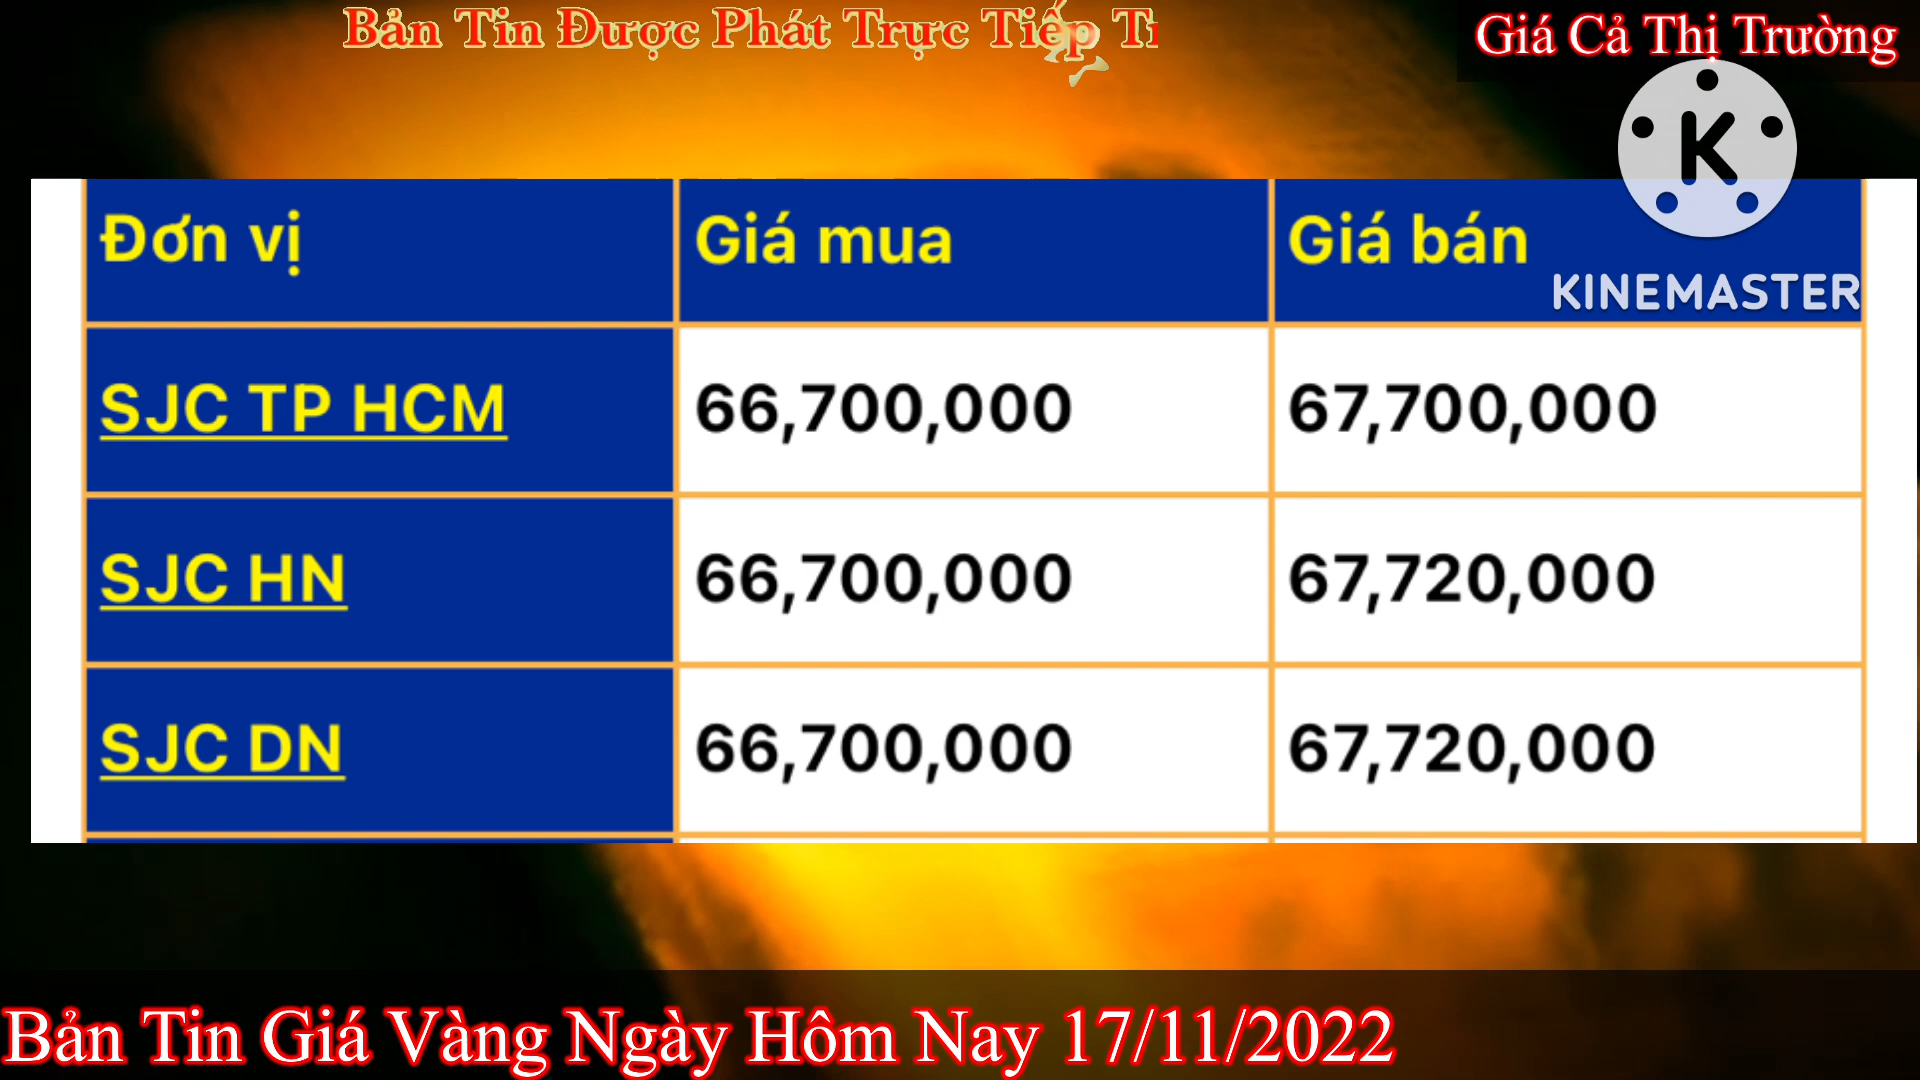 Bản Tin Được Phát Trực Tiếp
Giá Cả Thị Trường
K
KINEMASTER
Đơn vị Giá mua Giá bán
SJC TP HCM 66,700,000 67,700,000
SJC HN 66,700,000 67,720,000
SJC DN 66,700,000 67,720,000
Bản Tin Giá Vàng Ngày Hôm Nay 17/11/2022